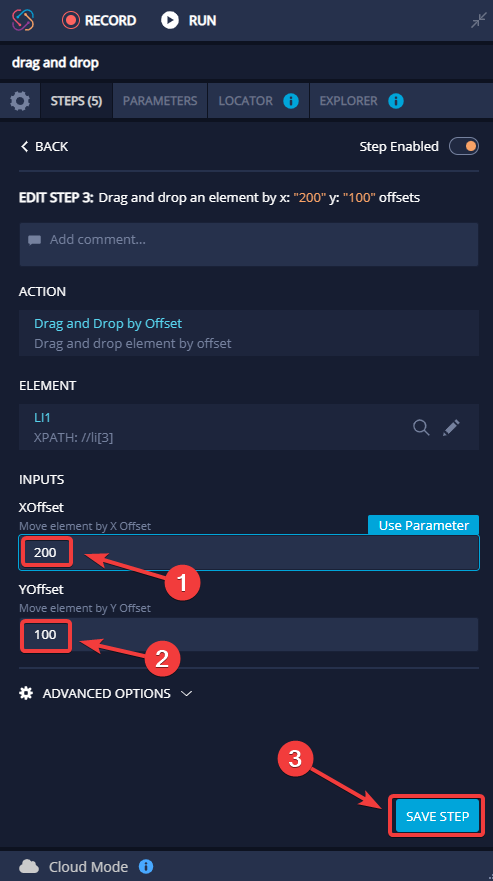 RECORD RUN
drag and drop
STEPS (5) PARAMETERS LOCATOR i EXPLORER i
BACK Step Enabled
EDIT STEP 3: Drag and drop an element by x: "200" y: "100" offsets
Add comment...
ACTION
Drag and Drop by Offset
Drag and drop element by offset
ELEMENT
LI1
XPATH: //li[3]
INPUTS
XOffset
Move element by X Offset
Use Parameter
200
1
YOffset
Move element by Y Offset
100
2
ADVANCED OPTIONS
3
SAVE STEP
Cloud Mode i